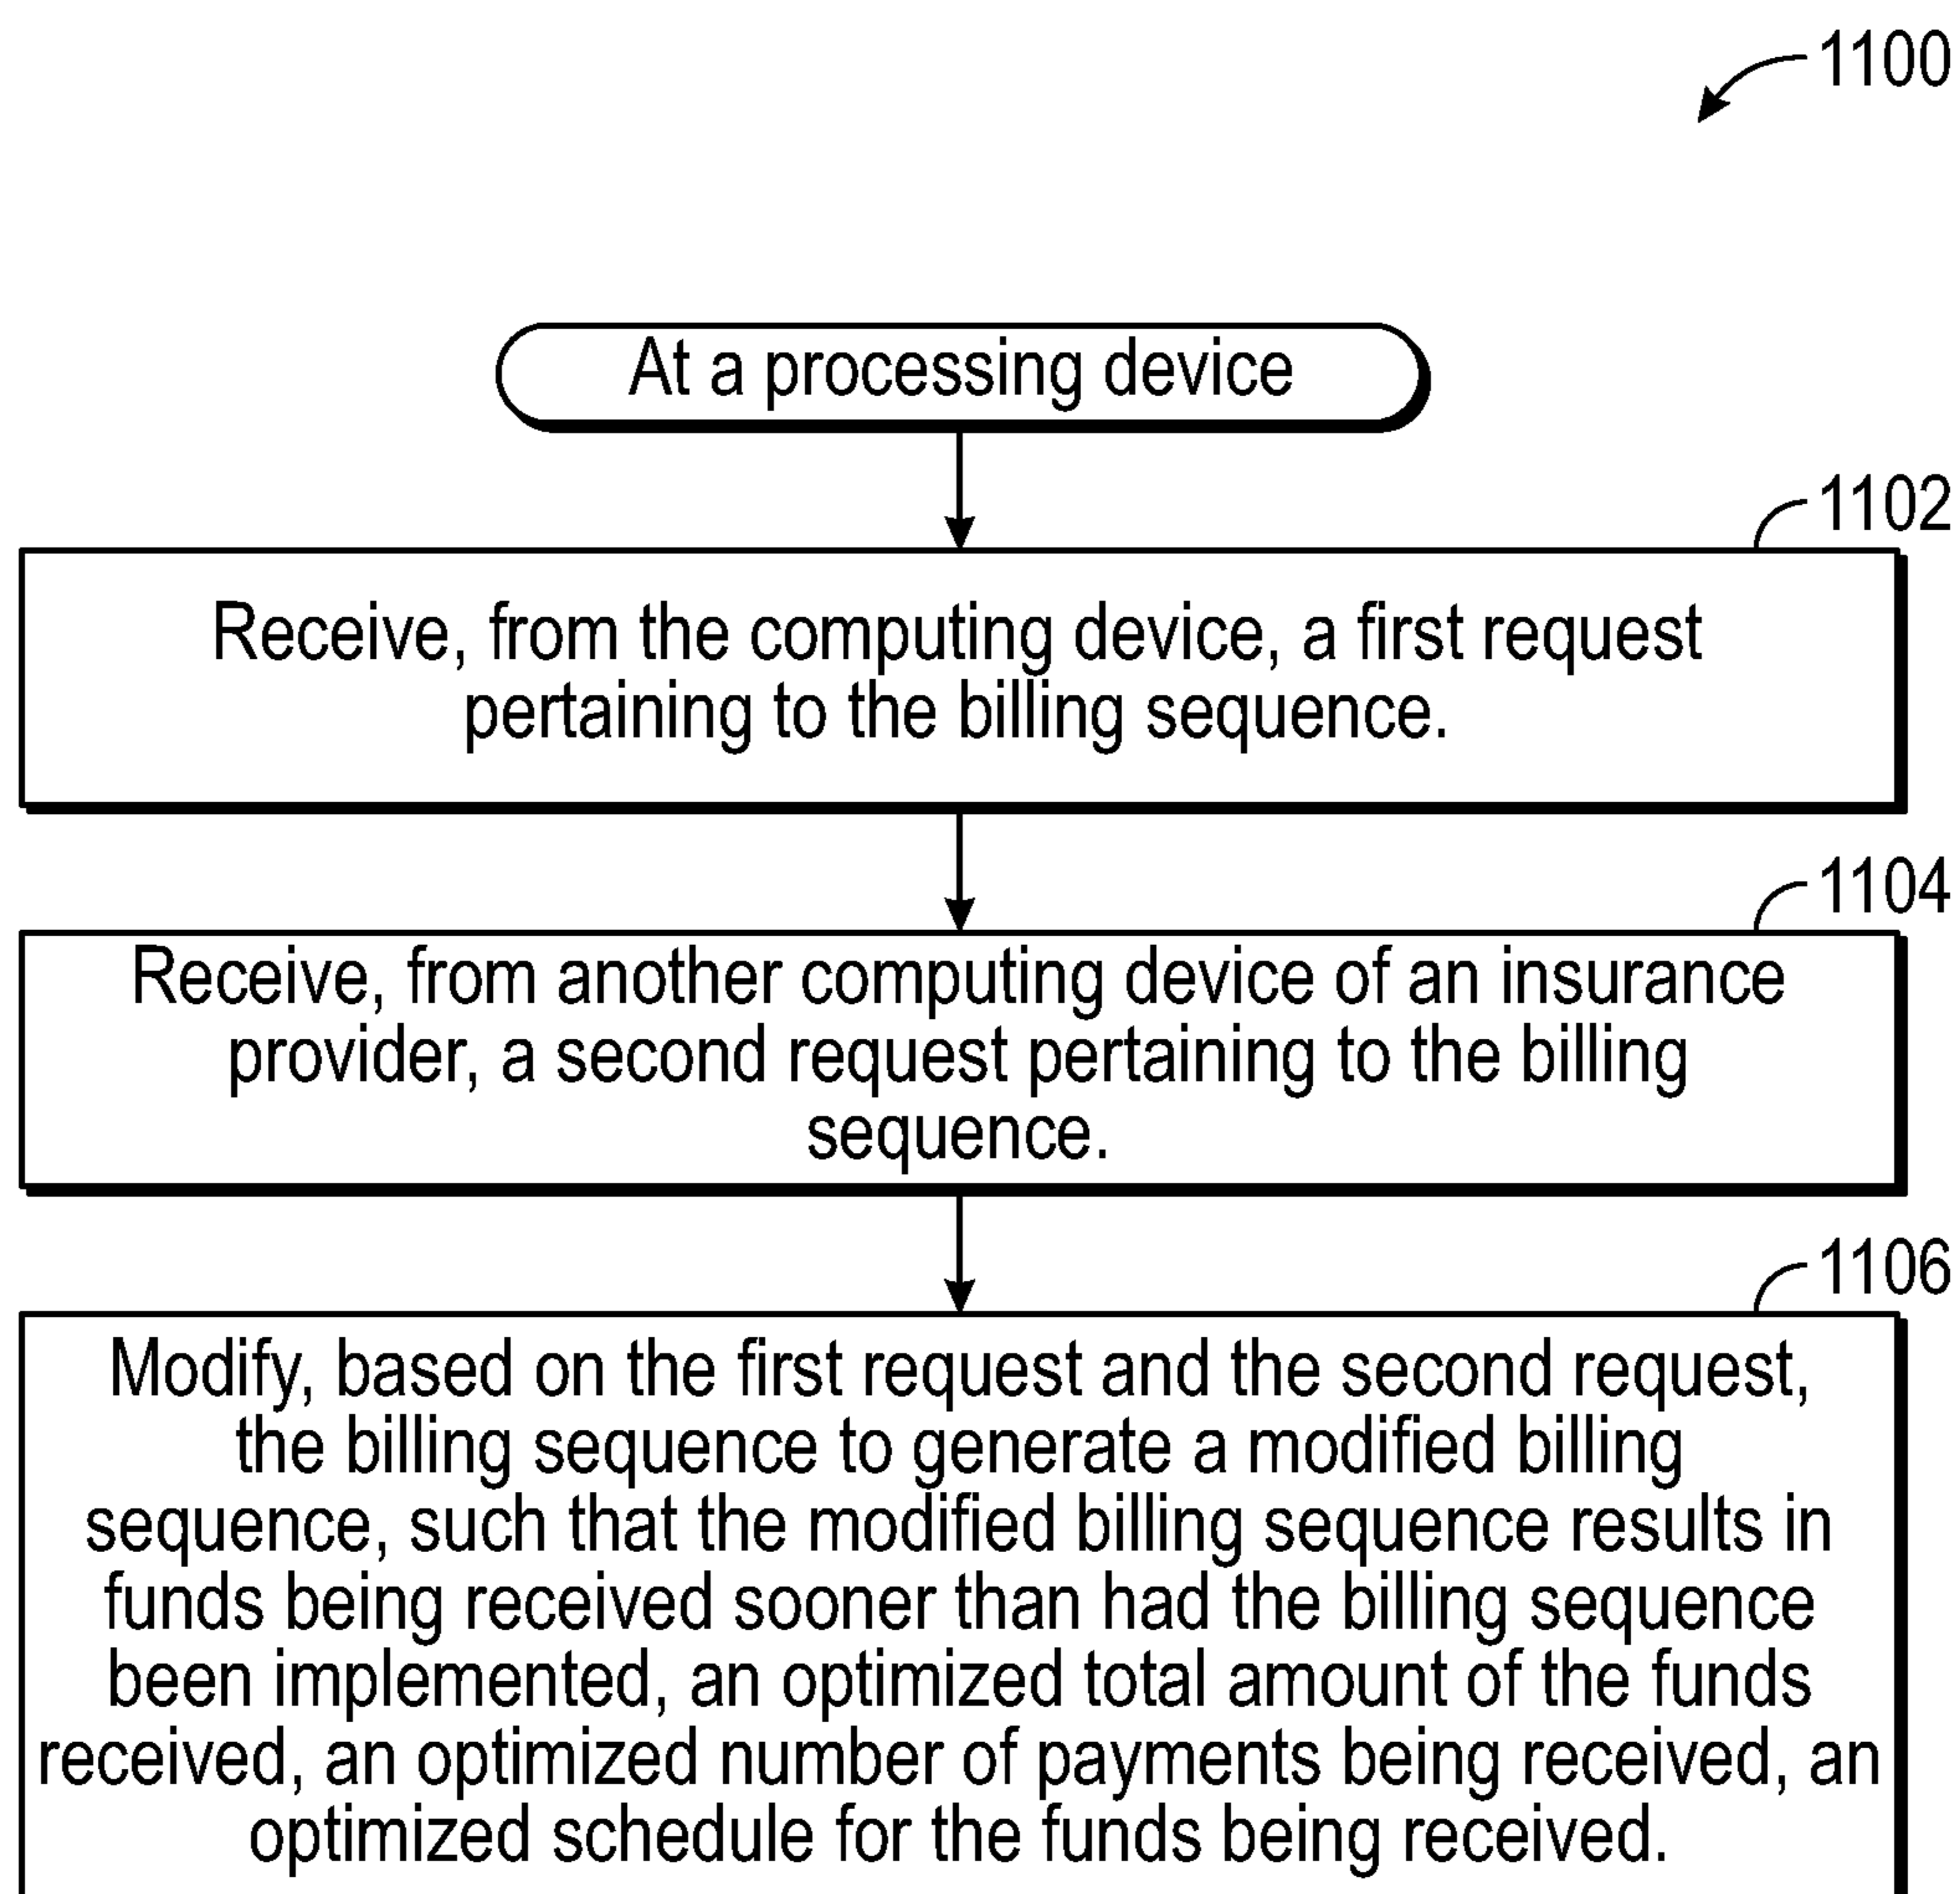 1100
At a processing device
1102
Receive, from the computing device, a first request
pertaining to the billing sequence.
1104
Receive, from another computing device of an insurance
provider, a second request pertaining to the billing
sequence.
1106
Modify, based on the first request and the second request,
the billing sequence to generate a modified billing
sequence, such that the modified billing sequence results in
funds being received sooner than had the billing sequence
been implemented, an optimized total amount of the funds
received, an optimized number of payments being received, an
optimized schedule for the funds being received.